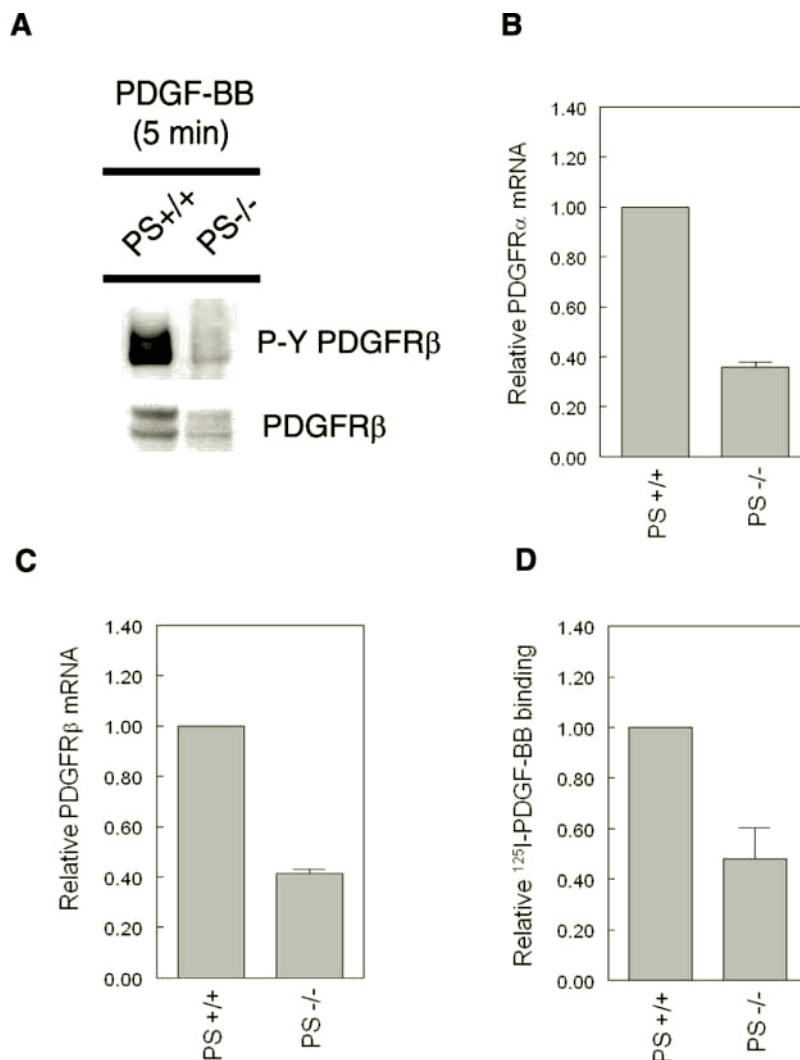 A
PDGF-BB
(5 min)
PS+/+
PS-/-
P-Y PDGFRβ
PDGFRβ
B
Relative PDGFRα mRNA
1.40
1.20
1.00
0.80
0.60
0.40
0.20
0.00
PS +/+
PS -/-
C
Relative PDGFRβ mRNA
1.40
1.20
1.00
0.80
0.60
0.40
0.20
0.00
PS +/+
PS -/-
D
Relative ¹²⁵I-PDGF-BB binding
1.40
1.20
1.00
0.80
0.60
0.40
0.20
0.00
PS +/+
PS -/-